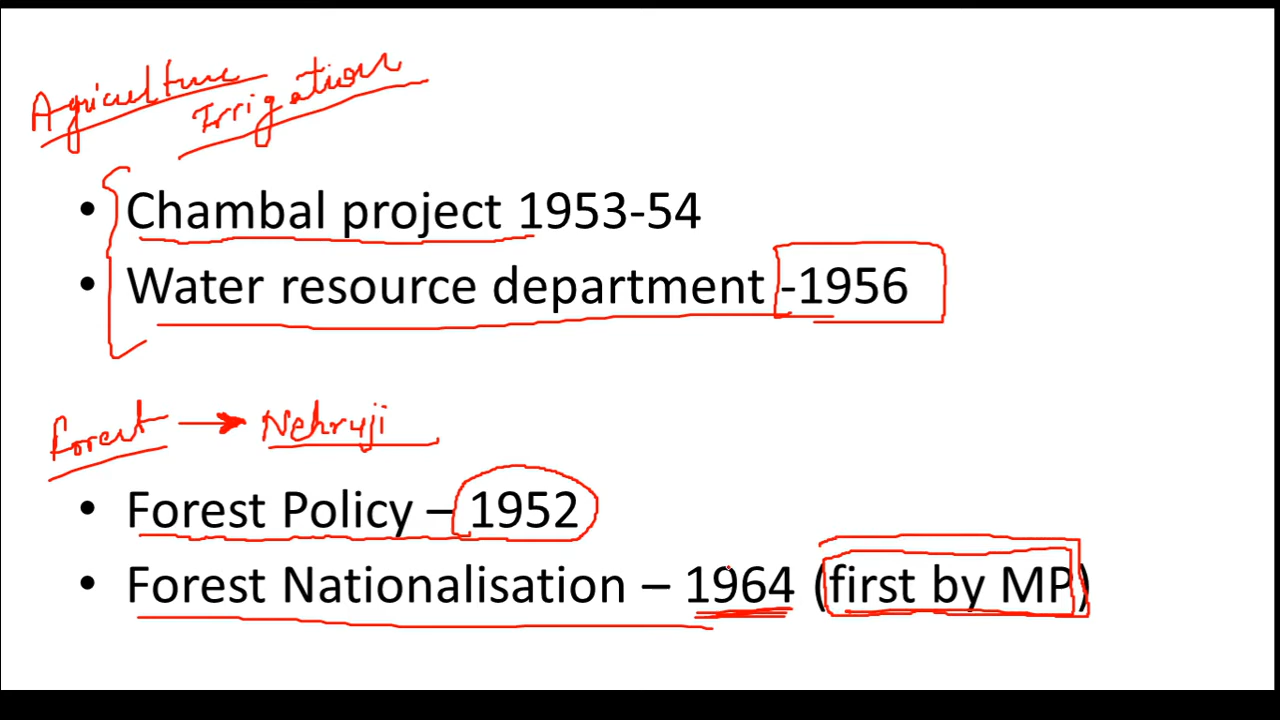 Agriculture
Irrigation
• Chambal project 1953-54
• Water resource department -1956
Forest → Nehruji
• Forest Policy – 1952
• Forest Nationalisation – 1964 (first by MP)